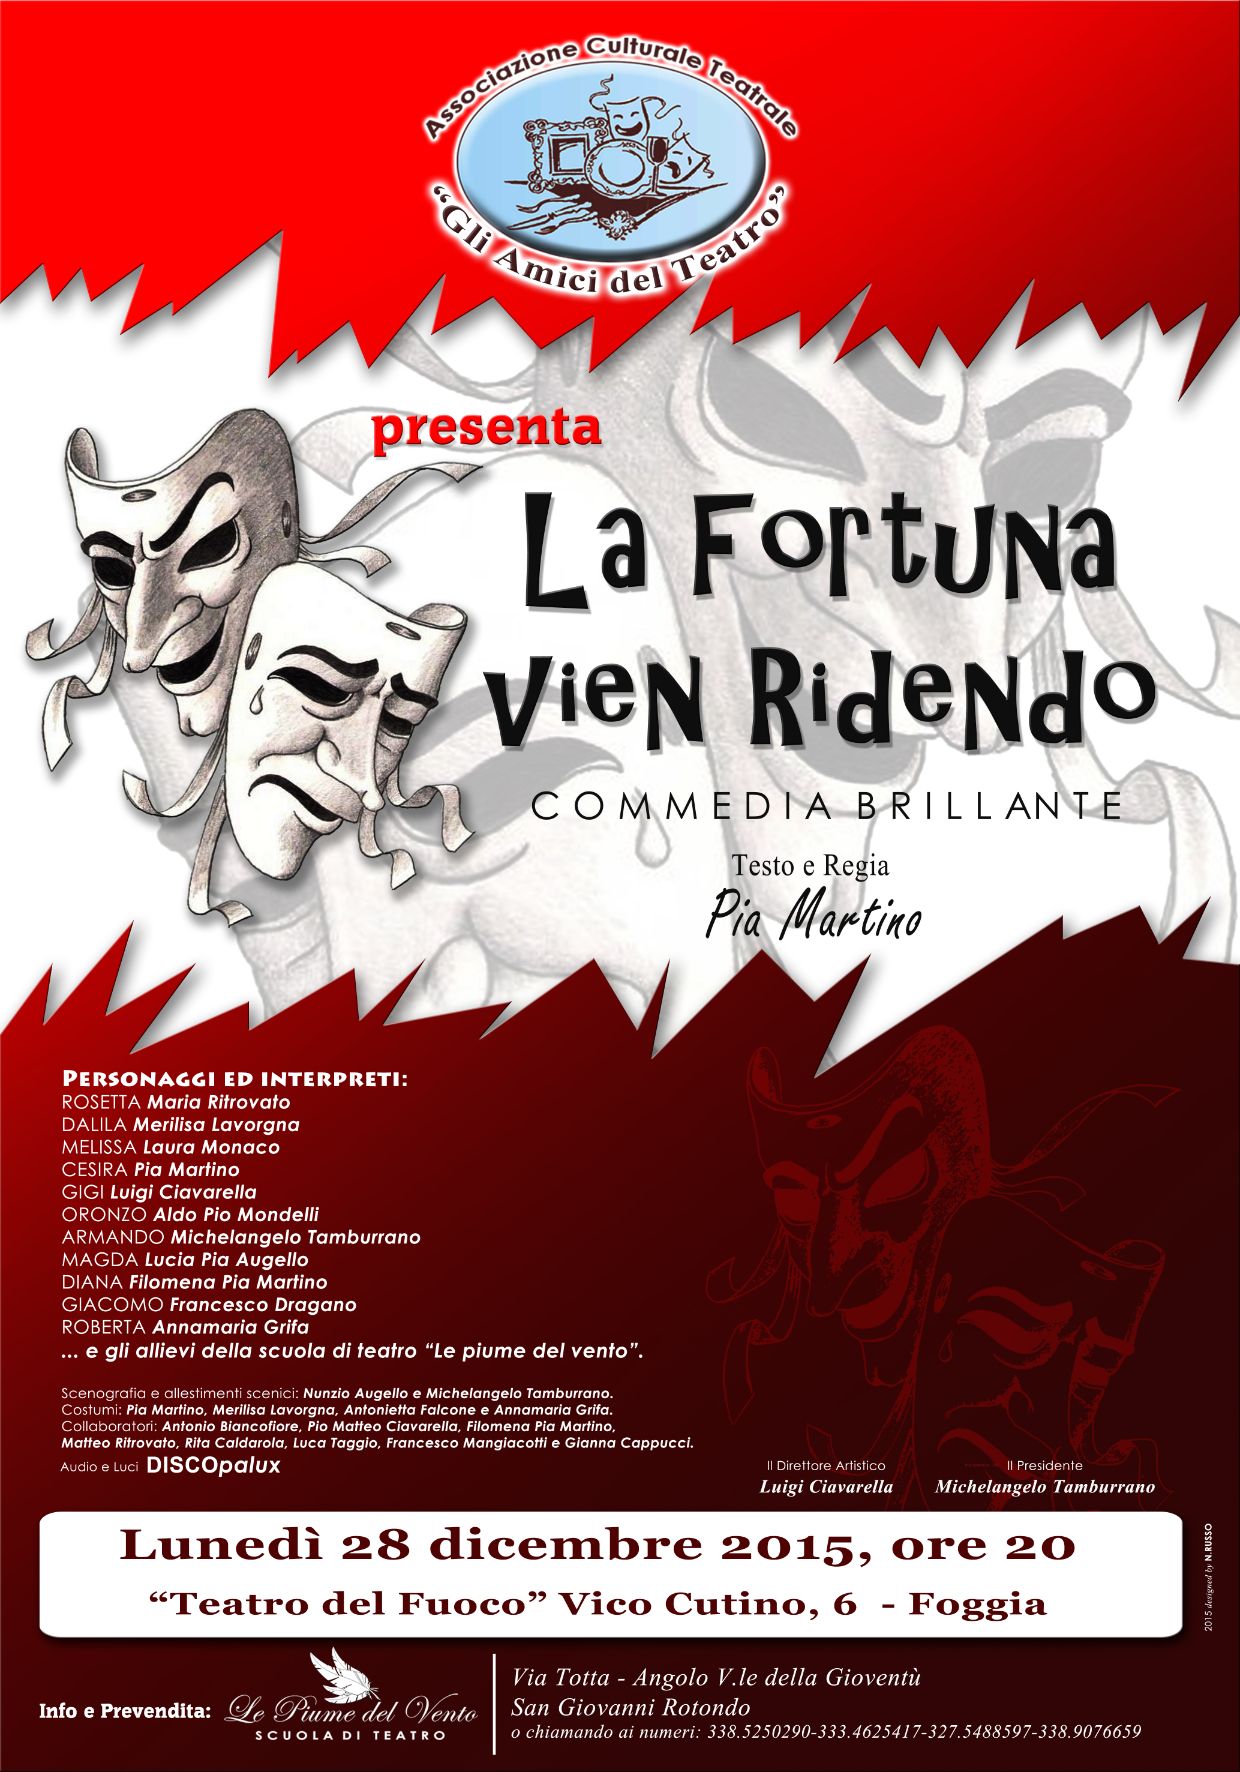 Associazione Culturale Teatrale
“Gli Amici del Teatro”
presenta
La Fortuna
Vien Ridendo
COMMEDIA BRILLANTE
Testo e Regia
Pia Martino
PERSONAGGI ED INTERPRETI:
ROSETTA Maria Ritrovato
DALILA Merilisa Lavorgna
MELISSA Laura Monaco
CESIRA Pia Martino
GIGI Luigi Ciavarella
ORONZO Aldo Pio Mondelli
ARMANDO Michelangelo Tamburrano
MAGDA Lucia Pia Augello
DIANA Filomena Pia Martino
GIACOMO Francesco Dragano
ROBERTA Annamaria Grifa
... e gli allievi della scuola di teatro “Le piume del vento”.
Scenografia e allestimenti scenici: Nunzio Augello e Michelangelo Tamburrano.
Costumi: Pia Martino, Merilisa Lavorgna, Antonietta Falcone e Annamaria Grifa.
Collaboratori: Antonio Biancofiore, Pio Matteo Ciavarella, Filomena Pia Martino,
Matteo Ritrovato, Rita Caldarola, Luca Taggio, Francesco Mangiacotti e Gianna Cappucci.
Audio e Luci DISCOpalux
Il Direttore Artistico
Luigi Ciavarella
Il Presidente
Michelangelo Tamburrano
Lunedì 28 dicembre 2015, ore 20
“Teatro del Fuoco” Vico Cutino, 6 - Foggia
2015 designed by N.RUSSO
Info e Prevendita:
Le Piume del Vento
SCUOLA DI TEATRO
Via Totta - Angolo V.le della Gioventù
San Giovanni Rotondo
o chiamando ai numeri: 338.5250290-333.4625417-327.5488597-338.9076659